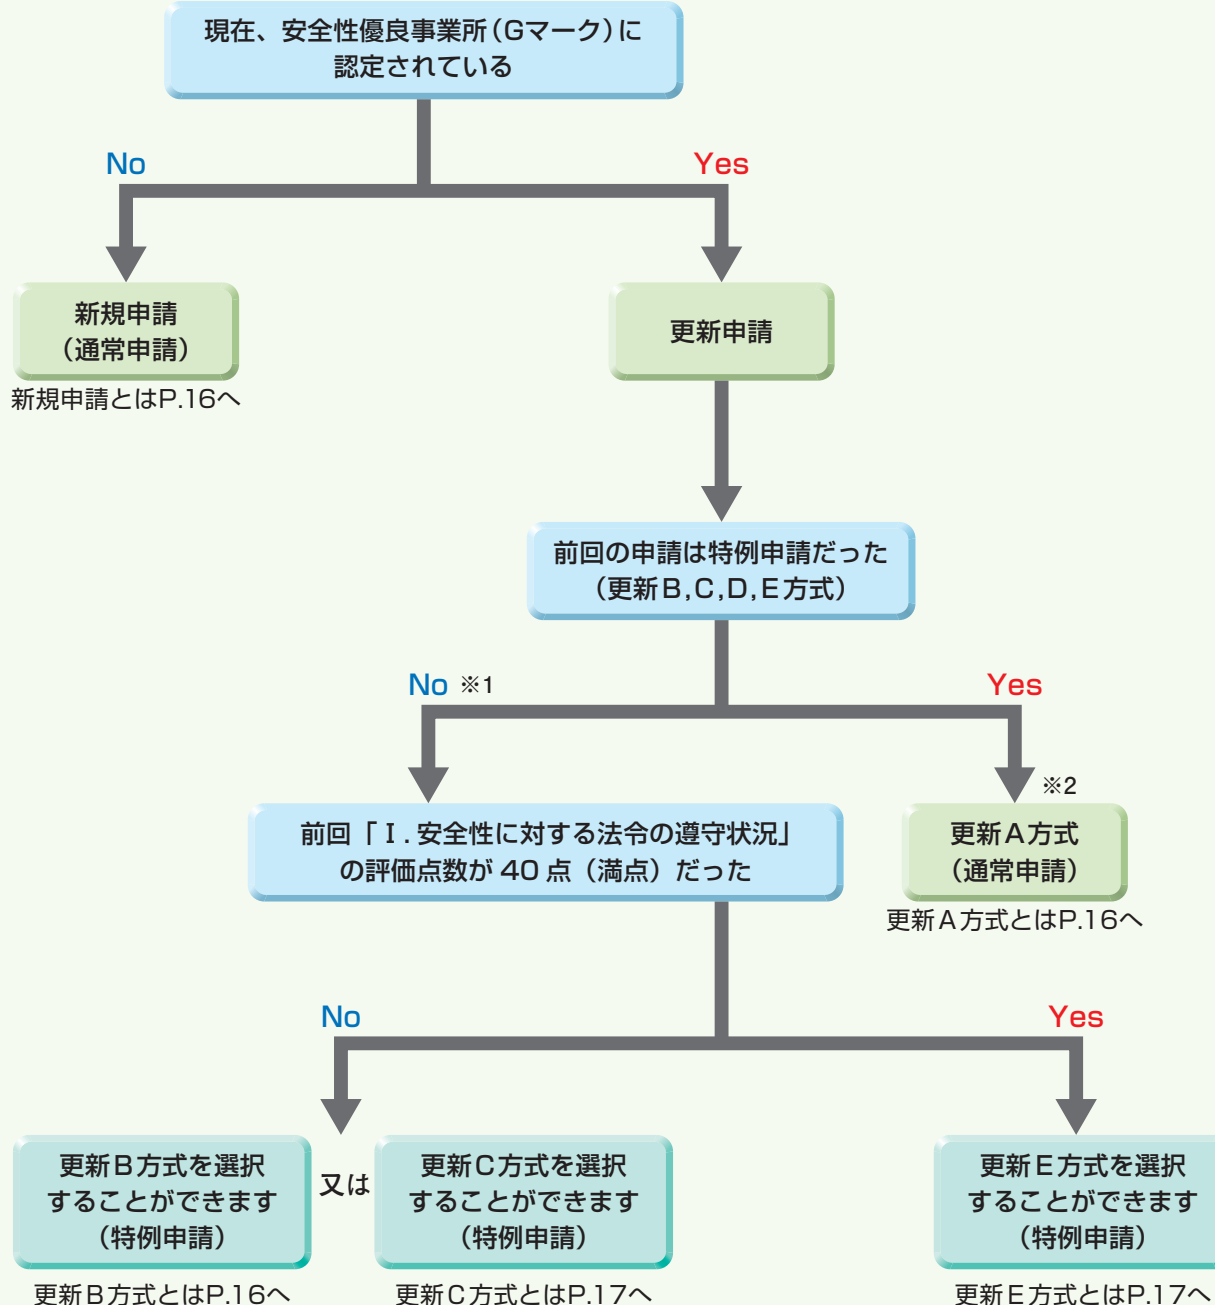 現在、安全性優良事業所(Gマーク)に
認定されている
No
Yes
新規申請
(通常申請)
新規申請とはP.16へ
更新申請
前回の申請は特例申請だった
(更新B,C,D,E方式)
No ※1
Yes
※2
前回「Ⅰ.安全性に対する法令の遵守状況」
の評価点数が 40 点(満点)だった
更新A方式
(通常申請)
更新A方式とはP.16へ
No
Yes
更新B方式を選択
することができます
(特例申請)
更新B方式とはP.16へ
又は
更新C方式を選択
することができます
(特例申請)
更新C方式とはP.17へ
更新E方式を選択
することができます
(特例申請)
更新E方式とはP.17へ